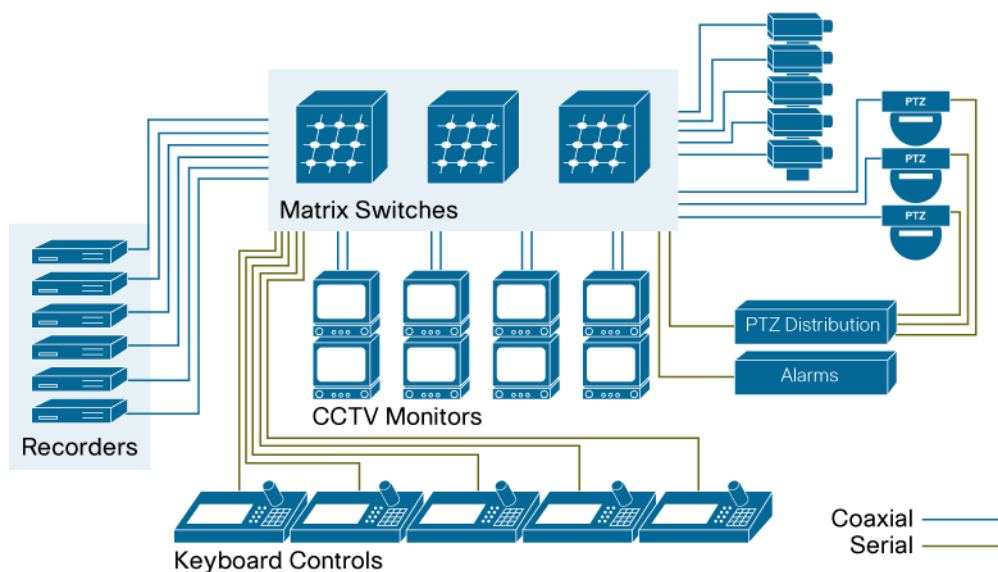 PTZ
PTZ
PTZ
Matrix Switches
PTZ Distribution
Alarms
CCTV Monitors
Recorders
Keyboard Controls
Coaxial
Serial